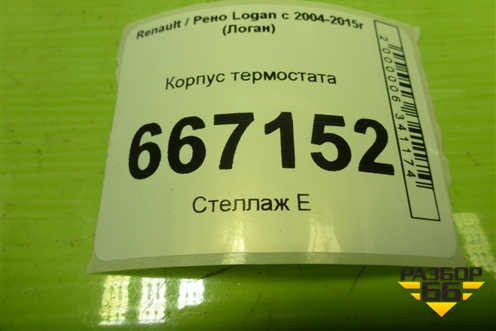 Renault / Рено Logan с 2004-2015г
(Логан)
Корпус термостата
667152
Стеллаж Е
2000006341174
РАЗБОР
66